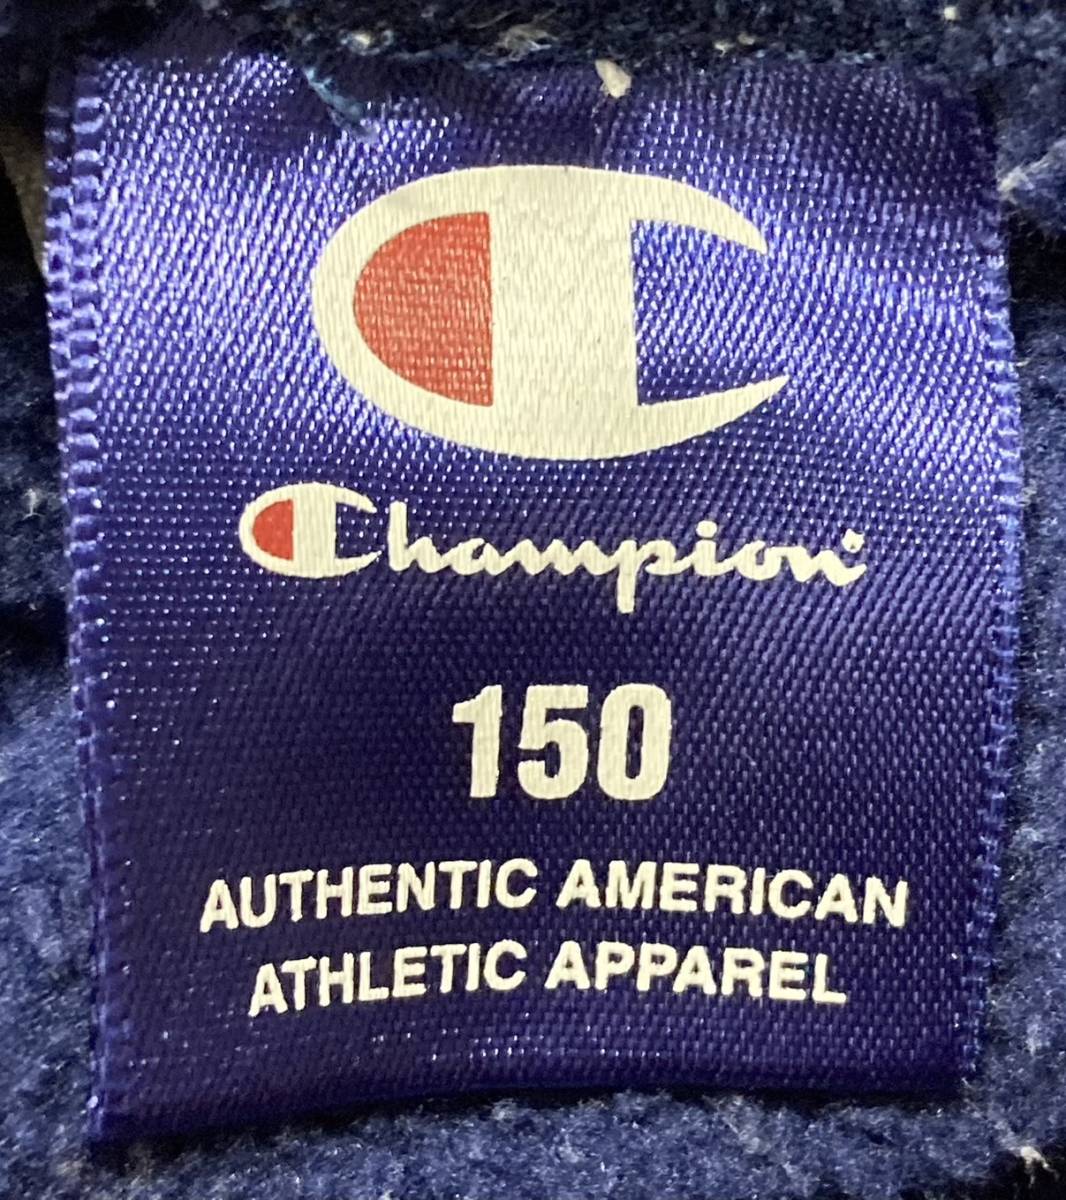 Champion
150
AUTHENTIC AMERICAN
ATHLETIC APPAREL